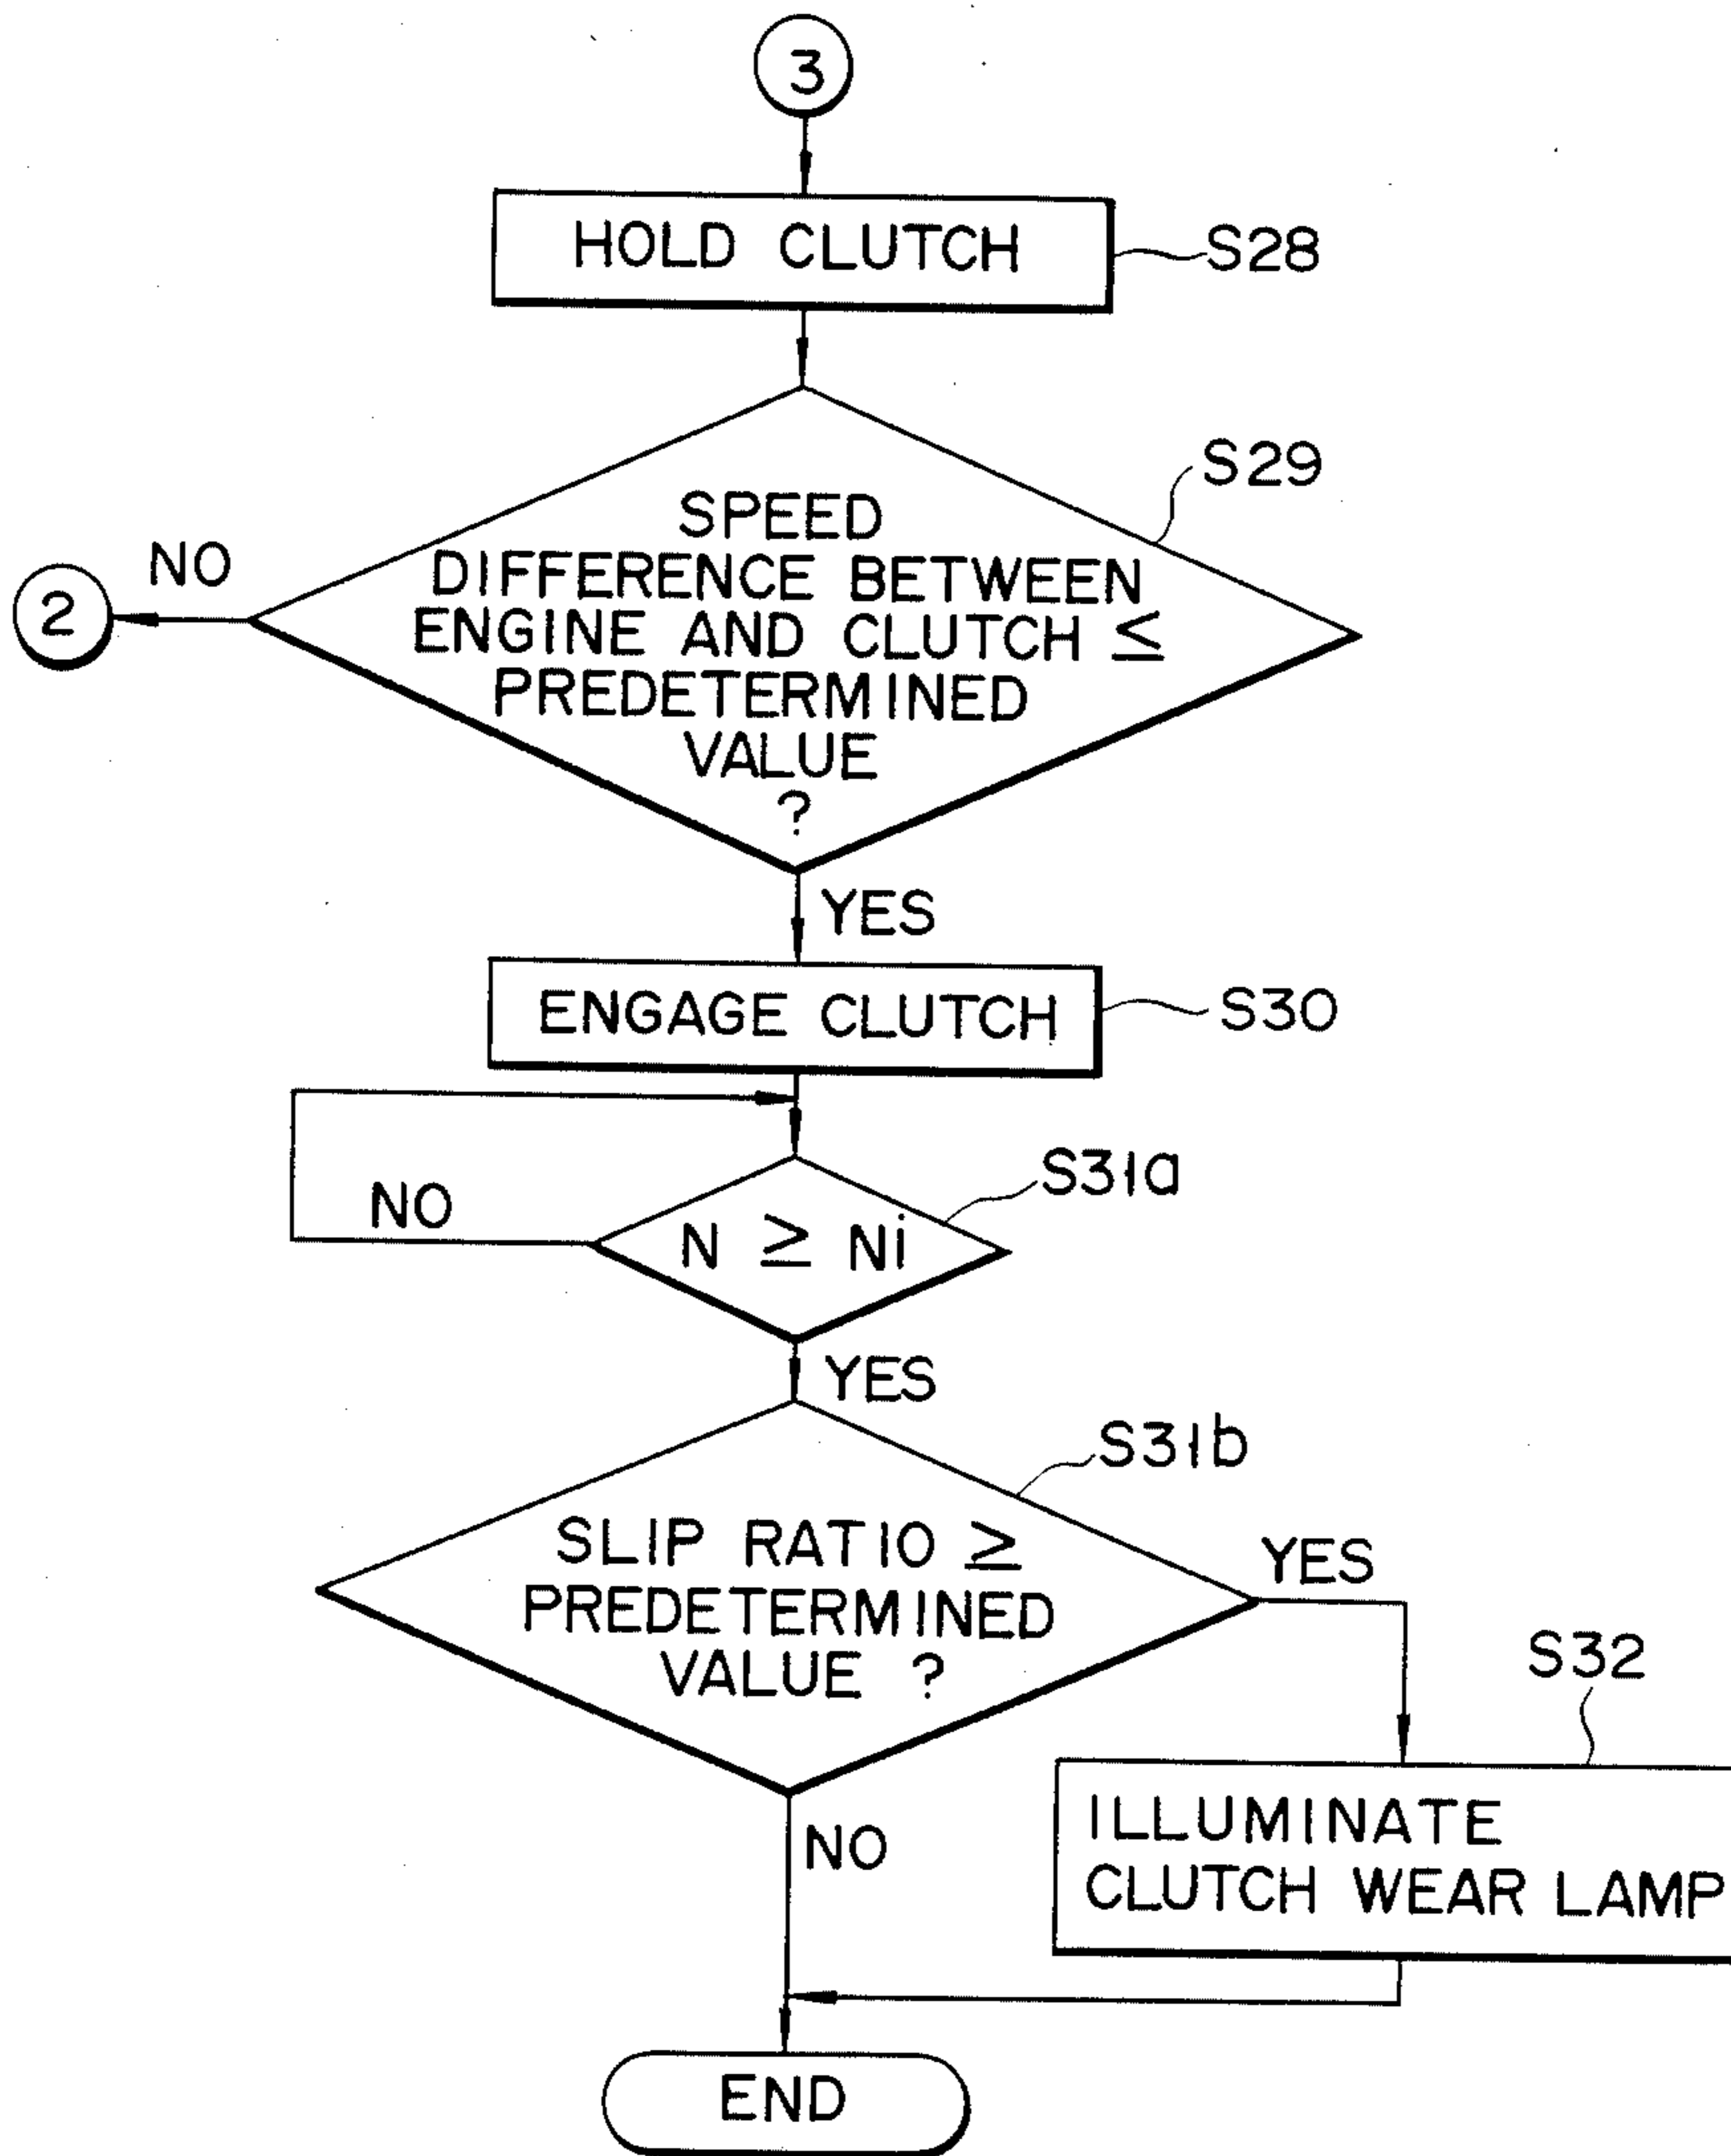 3
HOLD CLUTCH
S28
S29
SPEED
DIFFERENCE BETWEEN
ENGINE AND CLUTCH ≤
PREDETERMINED
VALUE
?
NO
2
YES
ENGAGE CLUTCH
S30
S31a
NO
N ≥ Ni
YES
S31b
SLIP RATIO ≥
PREDETERMINED
VALUE ?
YES
S32
ILLUMINATE
CLUTCH WEAR LAMP
NO
END